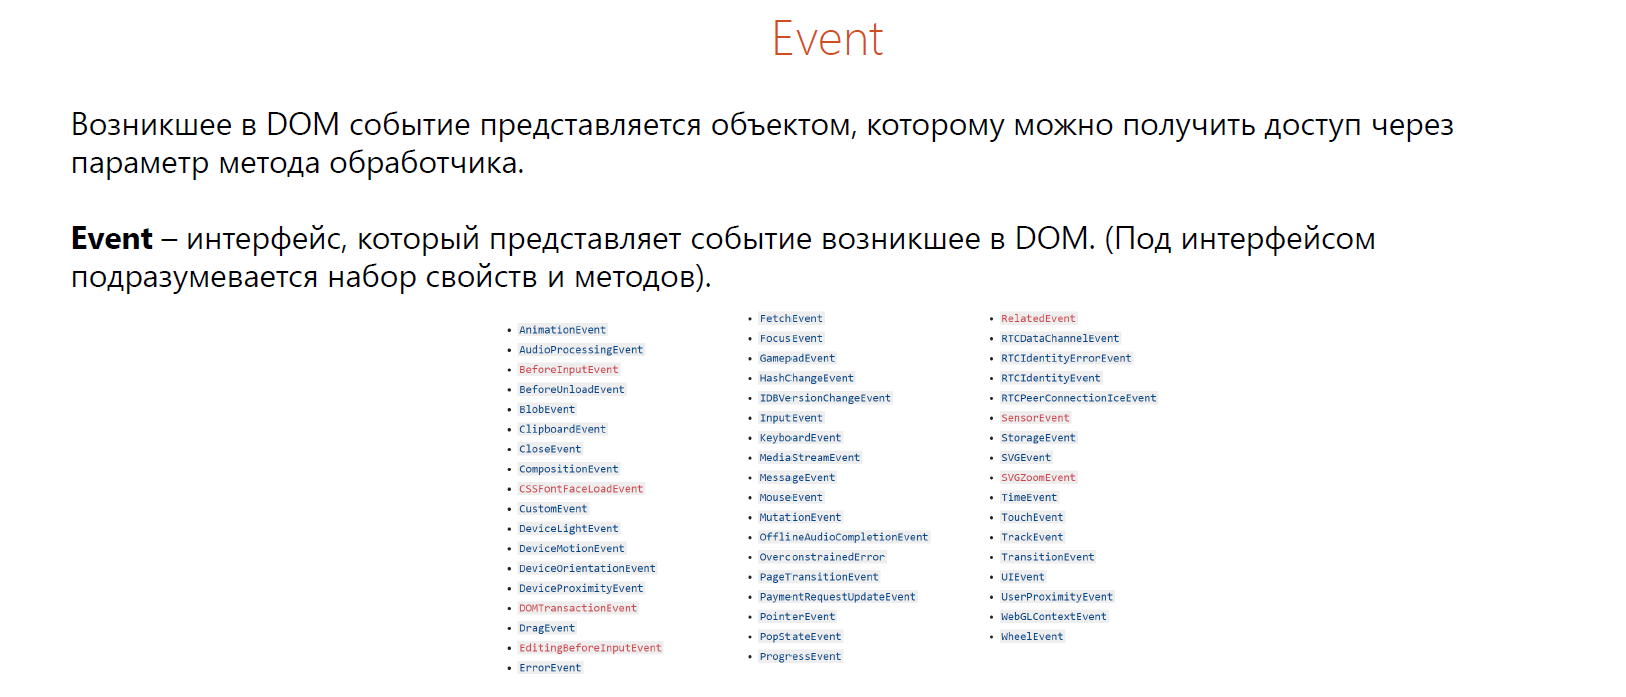 Event
Возникшее в DOM событие представляется объектом, которому можно получить доступ через
параметр метода обработчика.
Event – интерфейс, который представляет событие возникшее в DOM. (Под интерфейсом
подразумевается набор свойств и методов).
• AnimationEvent
• AudioProcessingEvent
• BeforeInputEvent
• BeforeUnloadEvent
• BlobEvent
• ClipboardEvent
• CloseEvent
• CompositionEvent
• CSSFontFaceLoadEvent
• CustomEvent
• DeviceLightEvent
• DeviceMotionEvent
• DeviceOrientationEvent
• DeviceProximityEvent
• DOMTransactionEvent
• DragEvent
• EditingBeforeInputEvent
• ErrorEvent
• FetchEvent
• FocusEvent
• GamepadEvent
• HashChangeEvent
• IDBVersionChangeEvent
• InputEvent
• KeyboardEvent
• MediaStreamEvent
• MessageEvent
• MouseEvent
• MutationEvent
• OfflineAudioCompletionEvent
• OverconstrainedError
• PageTransitionEvent
• PaymentRequestUpdateEvent
• PointerEvent
• PopStateEvent
• ProgressEvent
• RelatedEvent
• RTCDataChannelEvent
• RTCIdentityErrorEvent
• RTCIdentityEvent
• RTCPeerConnectionIceEvent
• SensorEvent
• StorageEvent
• SVGEvent
• SVGZoomEvent
• TimeEvent
• TouchEvent
• TrackEvent
• TransitionEvent
• UIEvent
• UserProximityEvent
• WebGLContextEvent
• WheelEvent